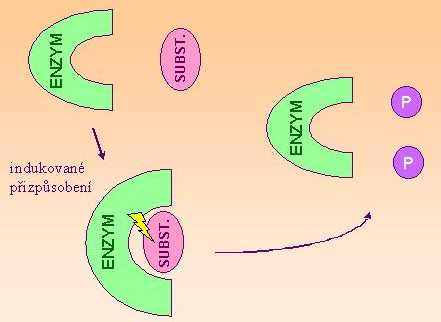 ENZYM
SUBST.
ENZYM
P
P
indukované
přizpůsobení
ENZYM
SUBST.